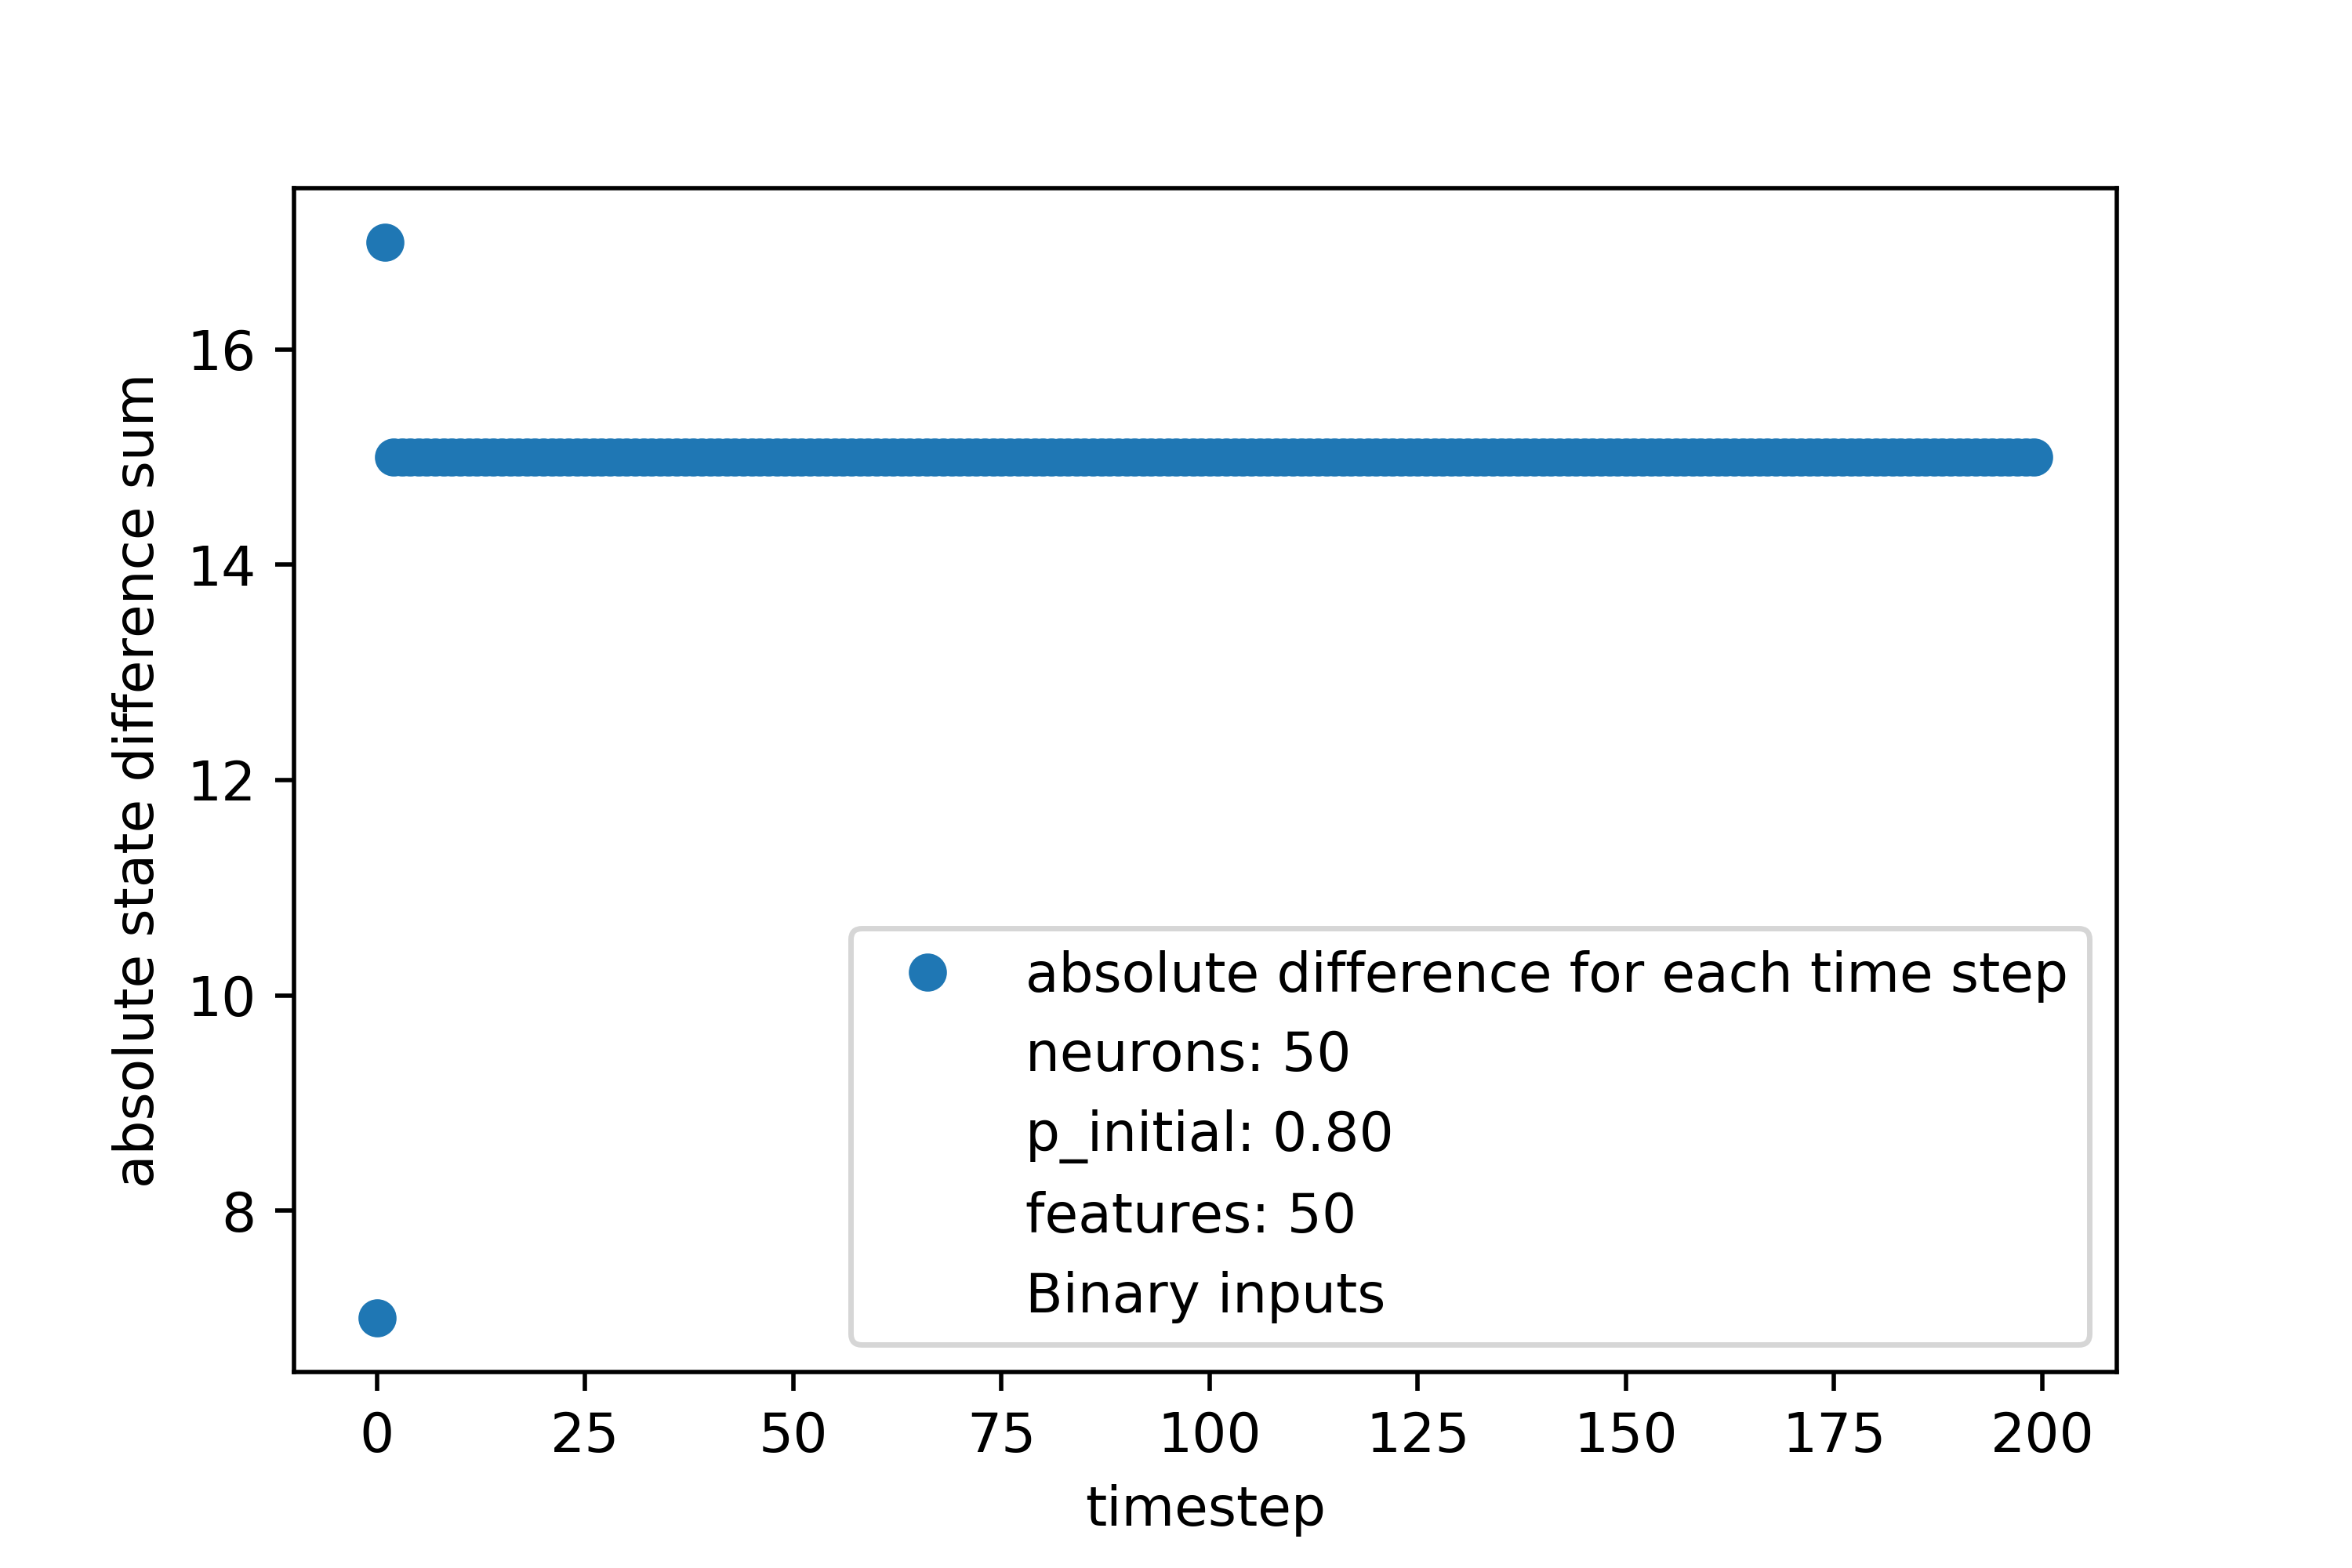 absolute state difference sum
16
14
12
10
8
absolute difference for each time step
neurons: 50
p_initial: 0.80
features: 50
Binary inputs
0 25 50 75 100 125 150 175 200
timestep